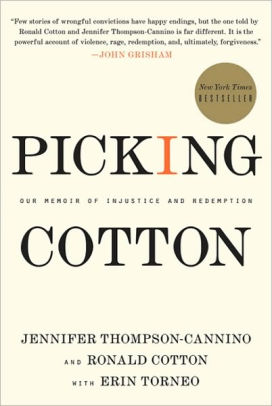 "Few stories of wrongful convictions have happy endings, but the one told by
Ronald Cotton and Jennifer Thompson-Cannino is far different. It is the
powerful account of violence, rage, redemption, and, ultimately, forgiveness."
—JOHN GRISHAM
New York Times
BESTSELLER
PICKING
OUR MEMOIR OF INJUSTICE AND REDEMPTION
COTTON
JENNIFER THOMPSON-CANNINO
AND RONALD COTTON
WITH ERIN TORNEO